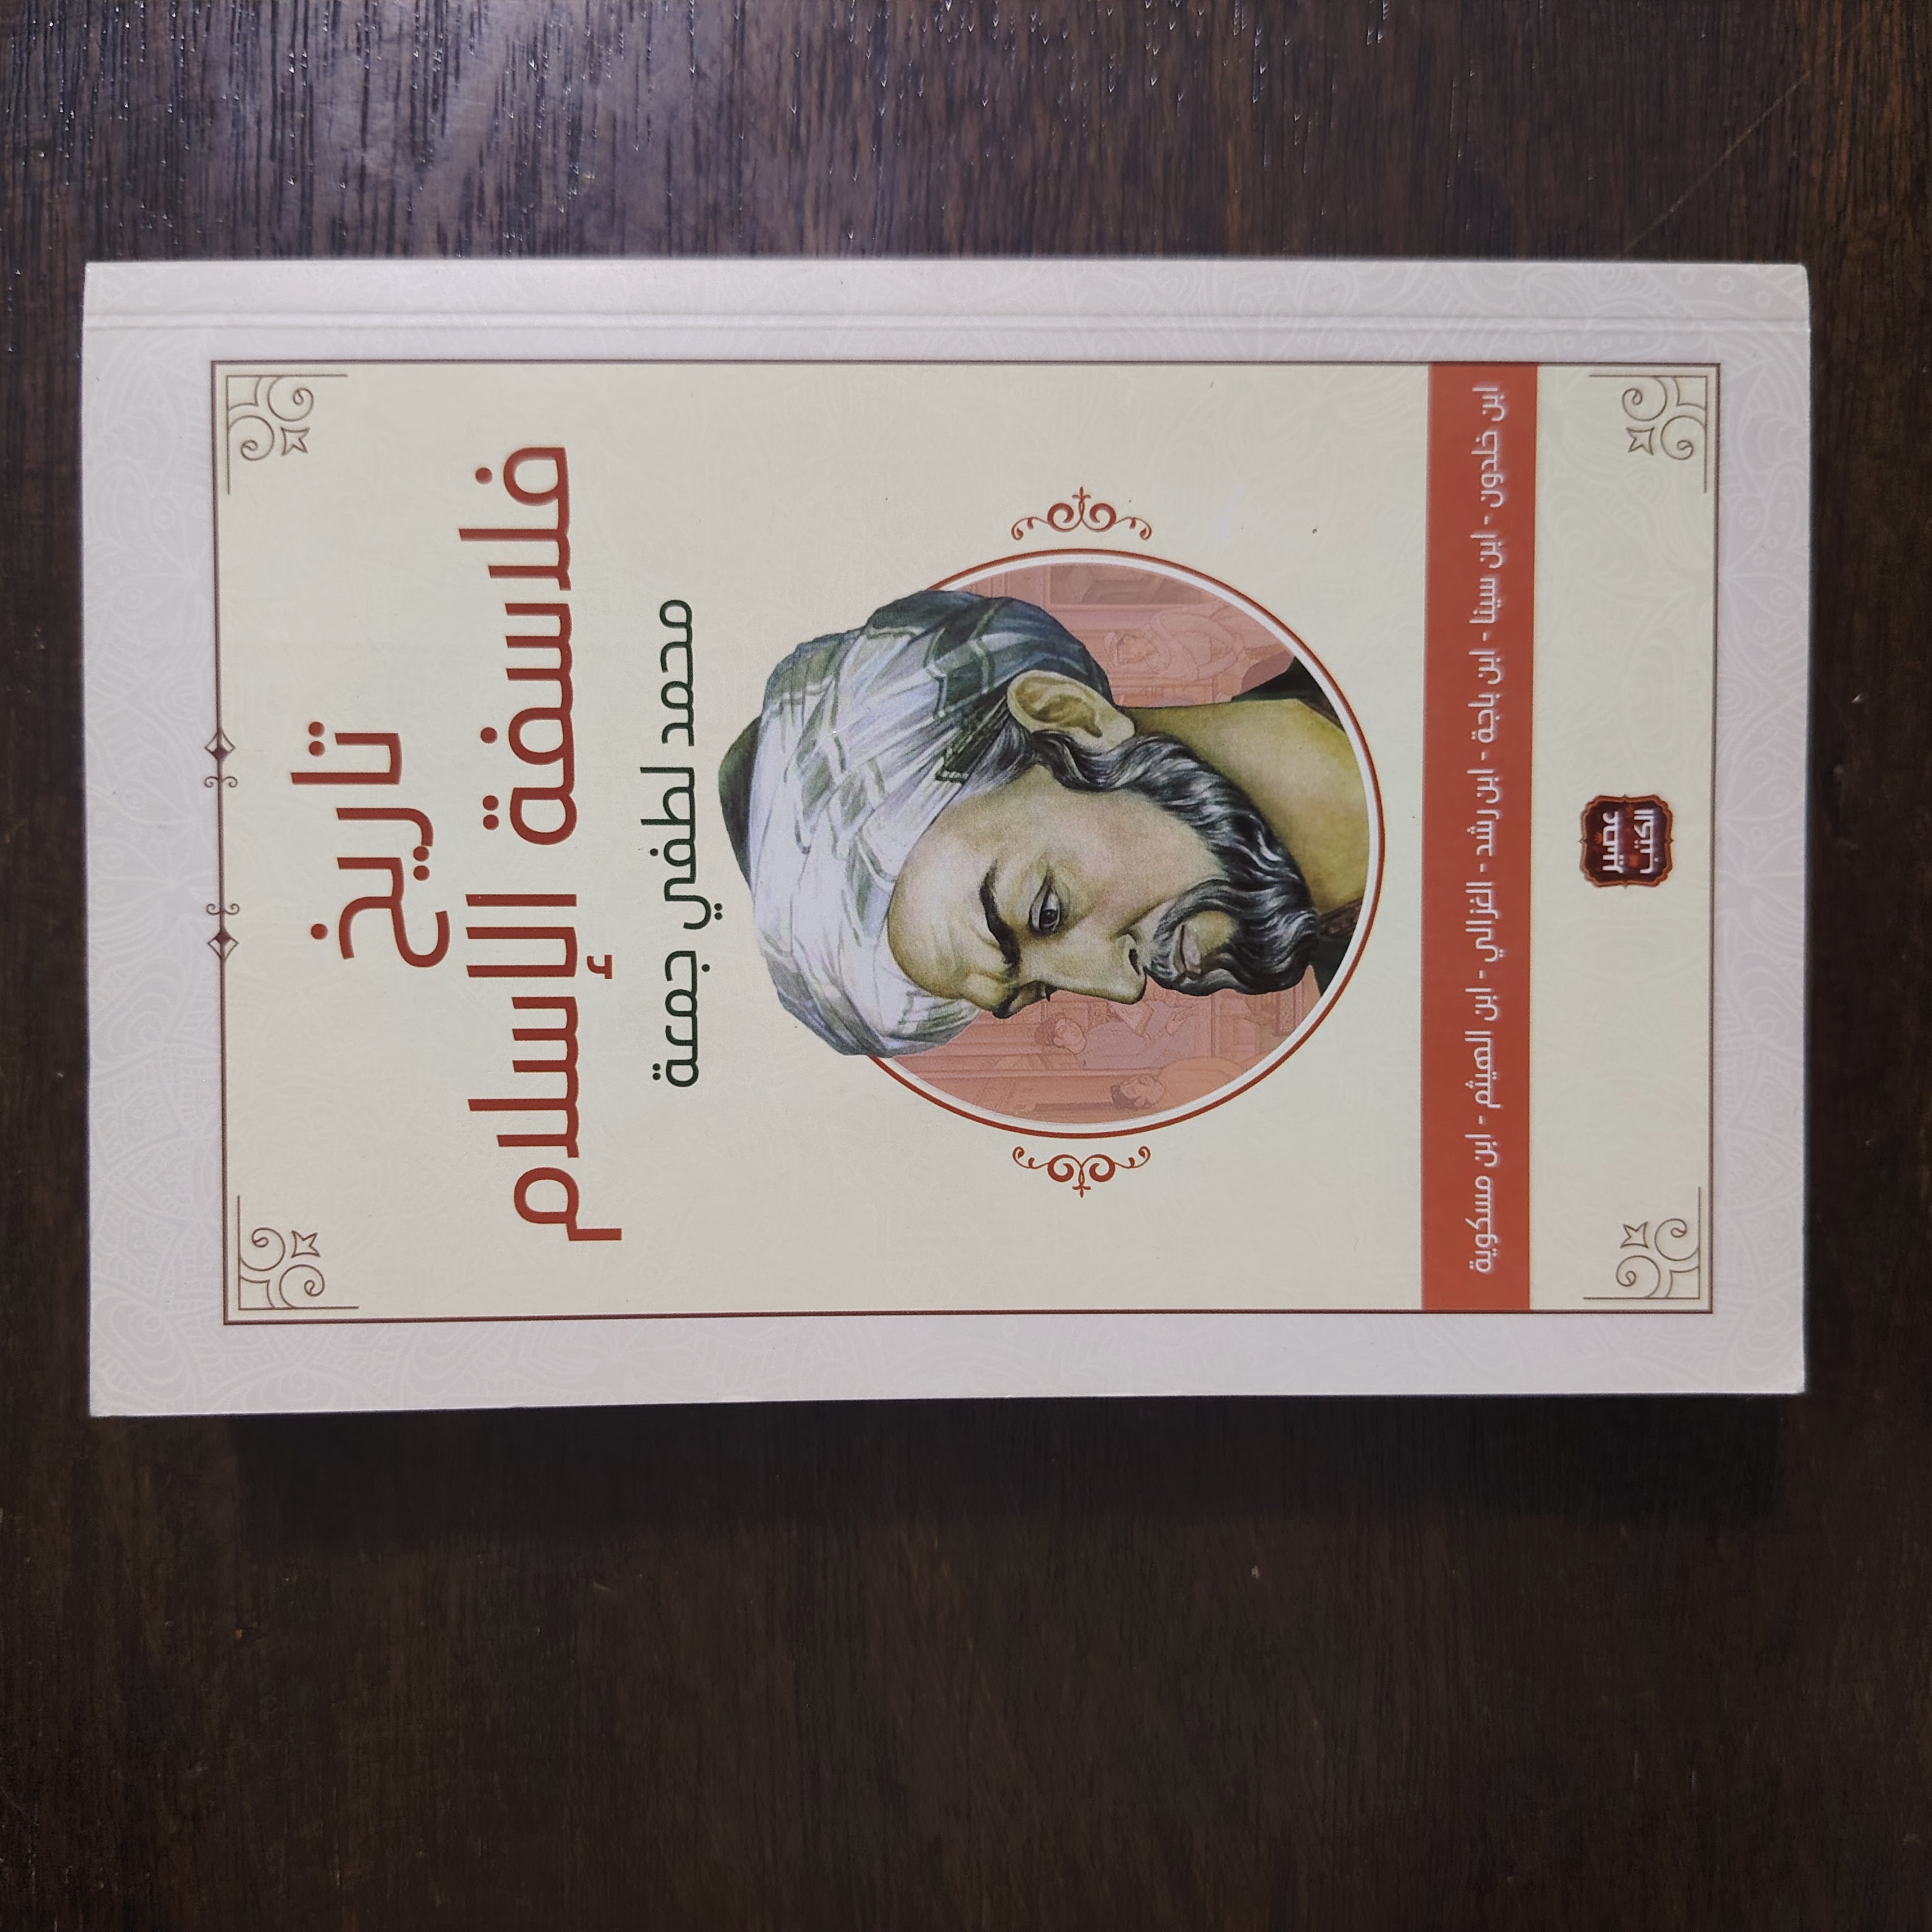 تاريخ
فلاسفة الإسلام
محمد لطفي جمعة
ابن خلدون - ابن سينا - ابن باجة - ابن رشد - الغزالي - ابن الهيثم - ابن مسكوية
عصير
الكتب